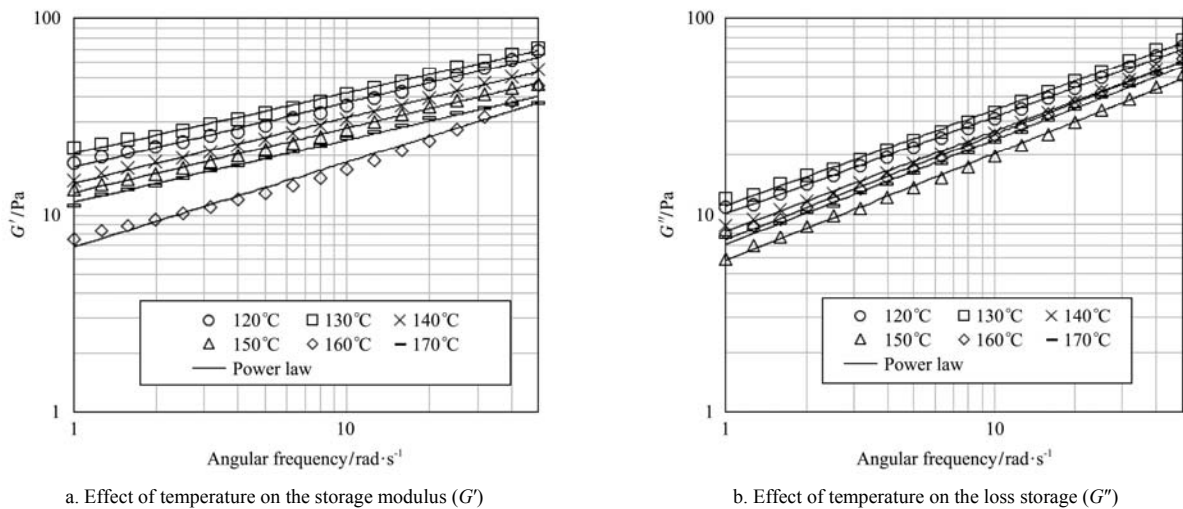 100
10
1
G′/Pa
1
10
Angular frequency/rad·s⁻¹
120℃ 130℃ 140℃
150℃ 160℃ 170℃
Power law
a. Effect of temperature on the storage modulus (G′)
100
10
1
G″/Pa
1
10
Angular frequency/rad·s⁻¹
120℃ 130℃ 140℃
150℃ 160℃ 170℃
Power law
b. Effect of temperature on the loss storage (G″)